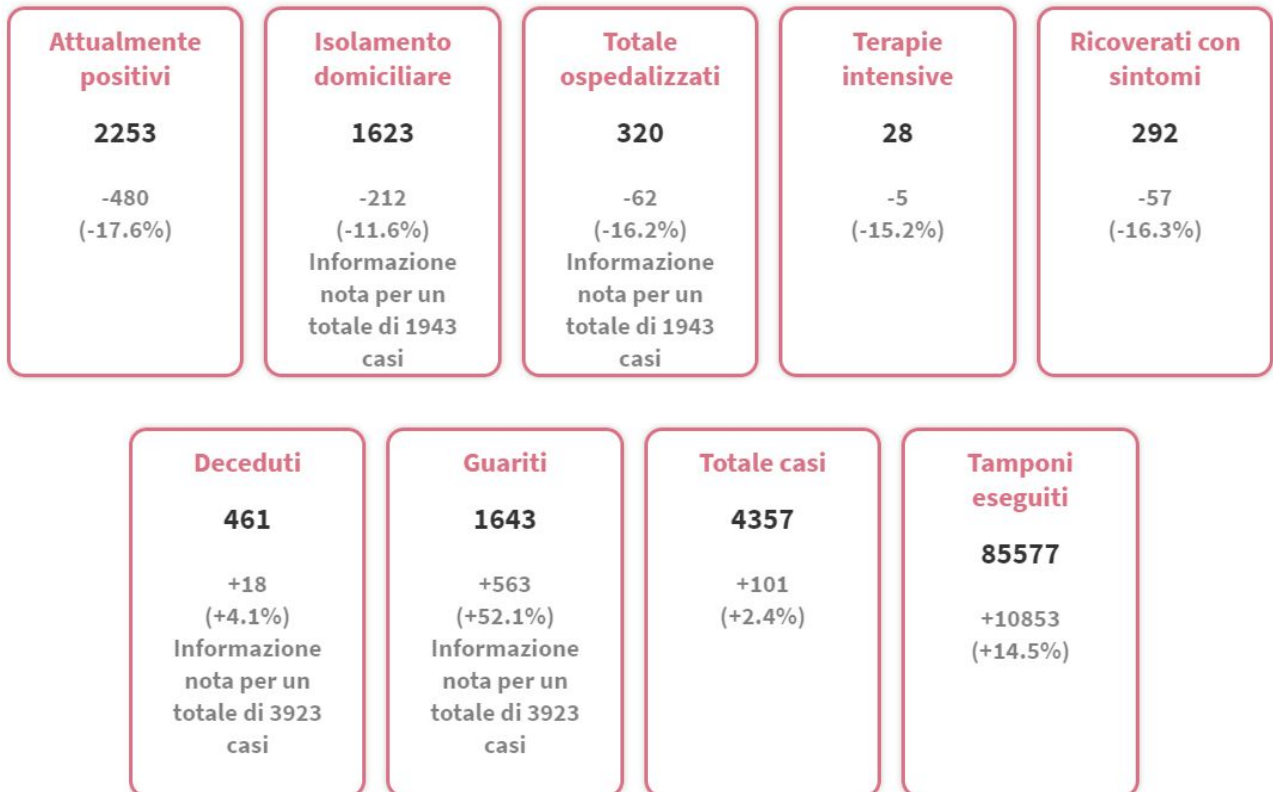 Attualmente
positivi
2253
-480
(-17.6%)
Isolamento
domiciliare
1623
-212
(-11.6%)
Informazione
nota per un
totale di 1943
casi
Totale
ospedalizzati
320
-62
(-16.2%)
Informazione
nota per un
totale di 1943
casi
Terapie
intensive
28
-5
(-15.2%)
Ricoverati con
sintomi
292
-57
(-16.3%)
Deceduti
461
+18
(+4.1%)
Informazione
nota per un
totale di 3923
casi
Guariti
1643
+563
(+52.1%)
Informazione
nota per un
totale di 3923
casi
Totale casi
4357
+101
(+2.4%)
Tamponi
eseguiti
85577
+10853
(+14.5%)